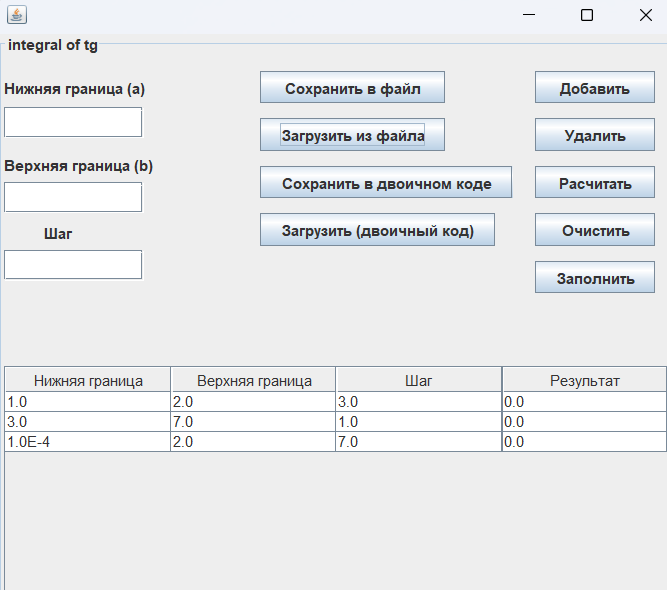 integral of tg
Нижняя граница (a)
Верхняя граница (b)
Шаг
Сохранить в файл
Загрузить из файла
Сохранить в двоичном коде
Загрузить (двоичный код)
Добавить
Удалить
Расчитать
Очистить
Заполнить
Нижняя граница Верхняя граница Шаг Результат
1.0 2.0 3.0 0.0
3.0 7.0 1.0 0.0
1.0E-4 2.0 7.0 0.0